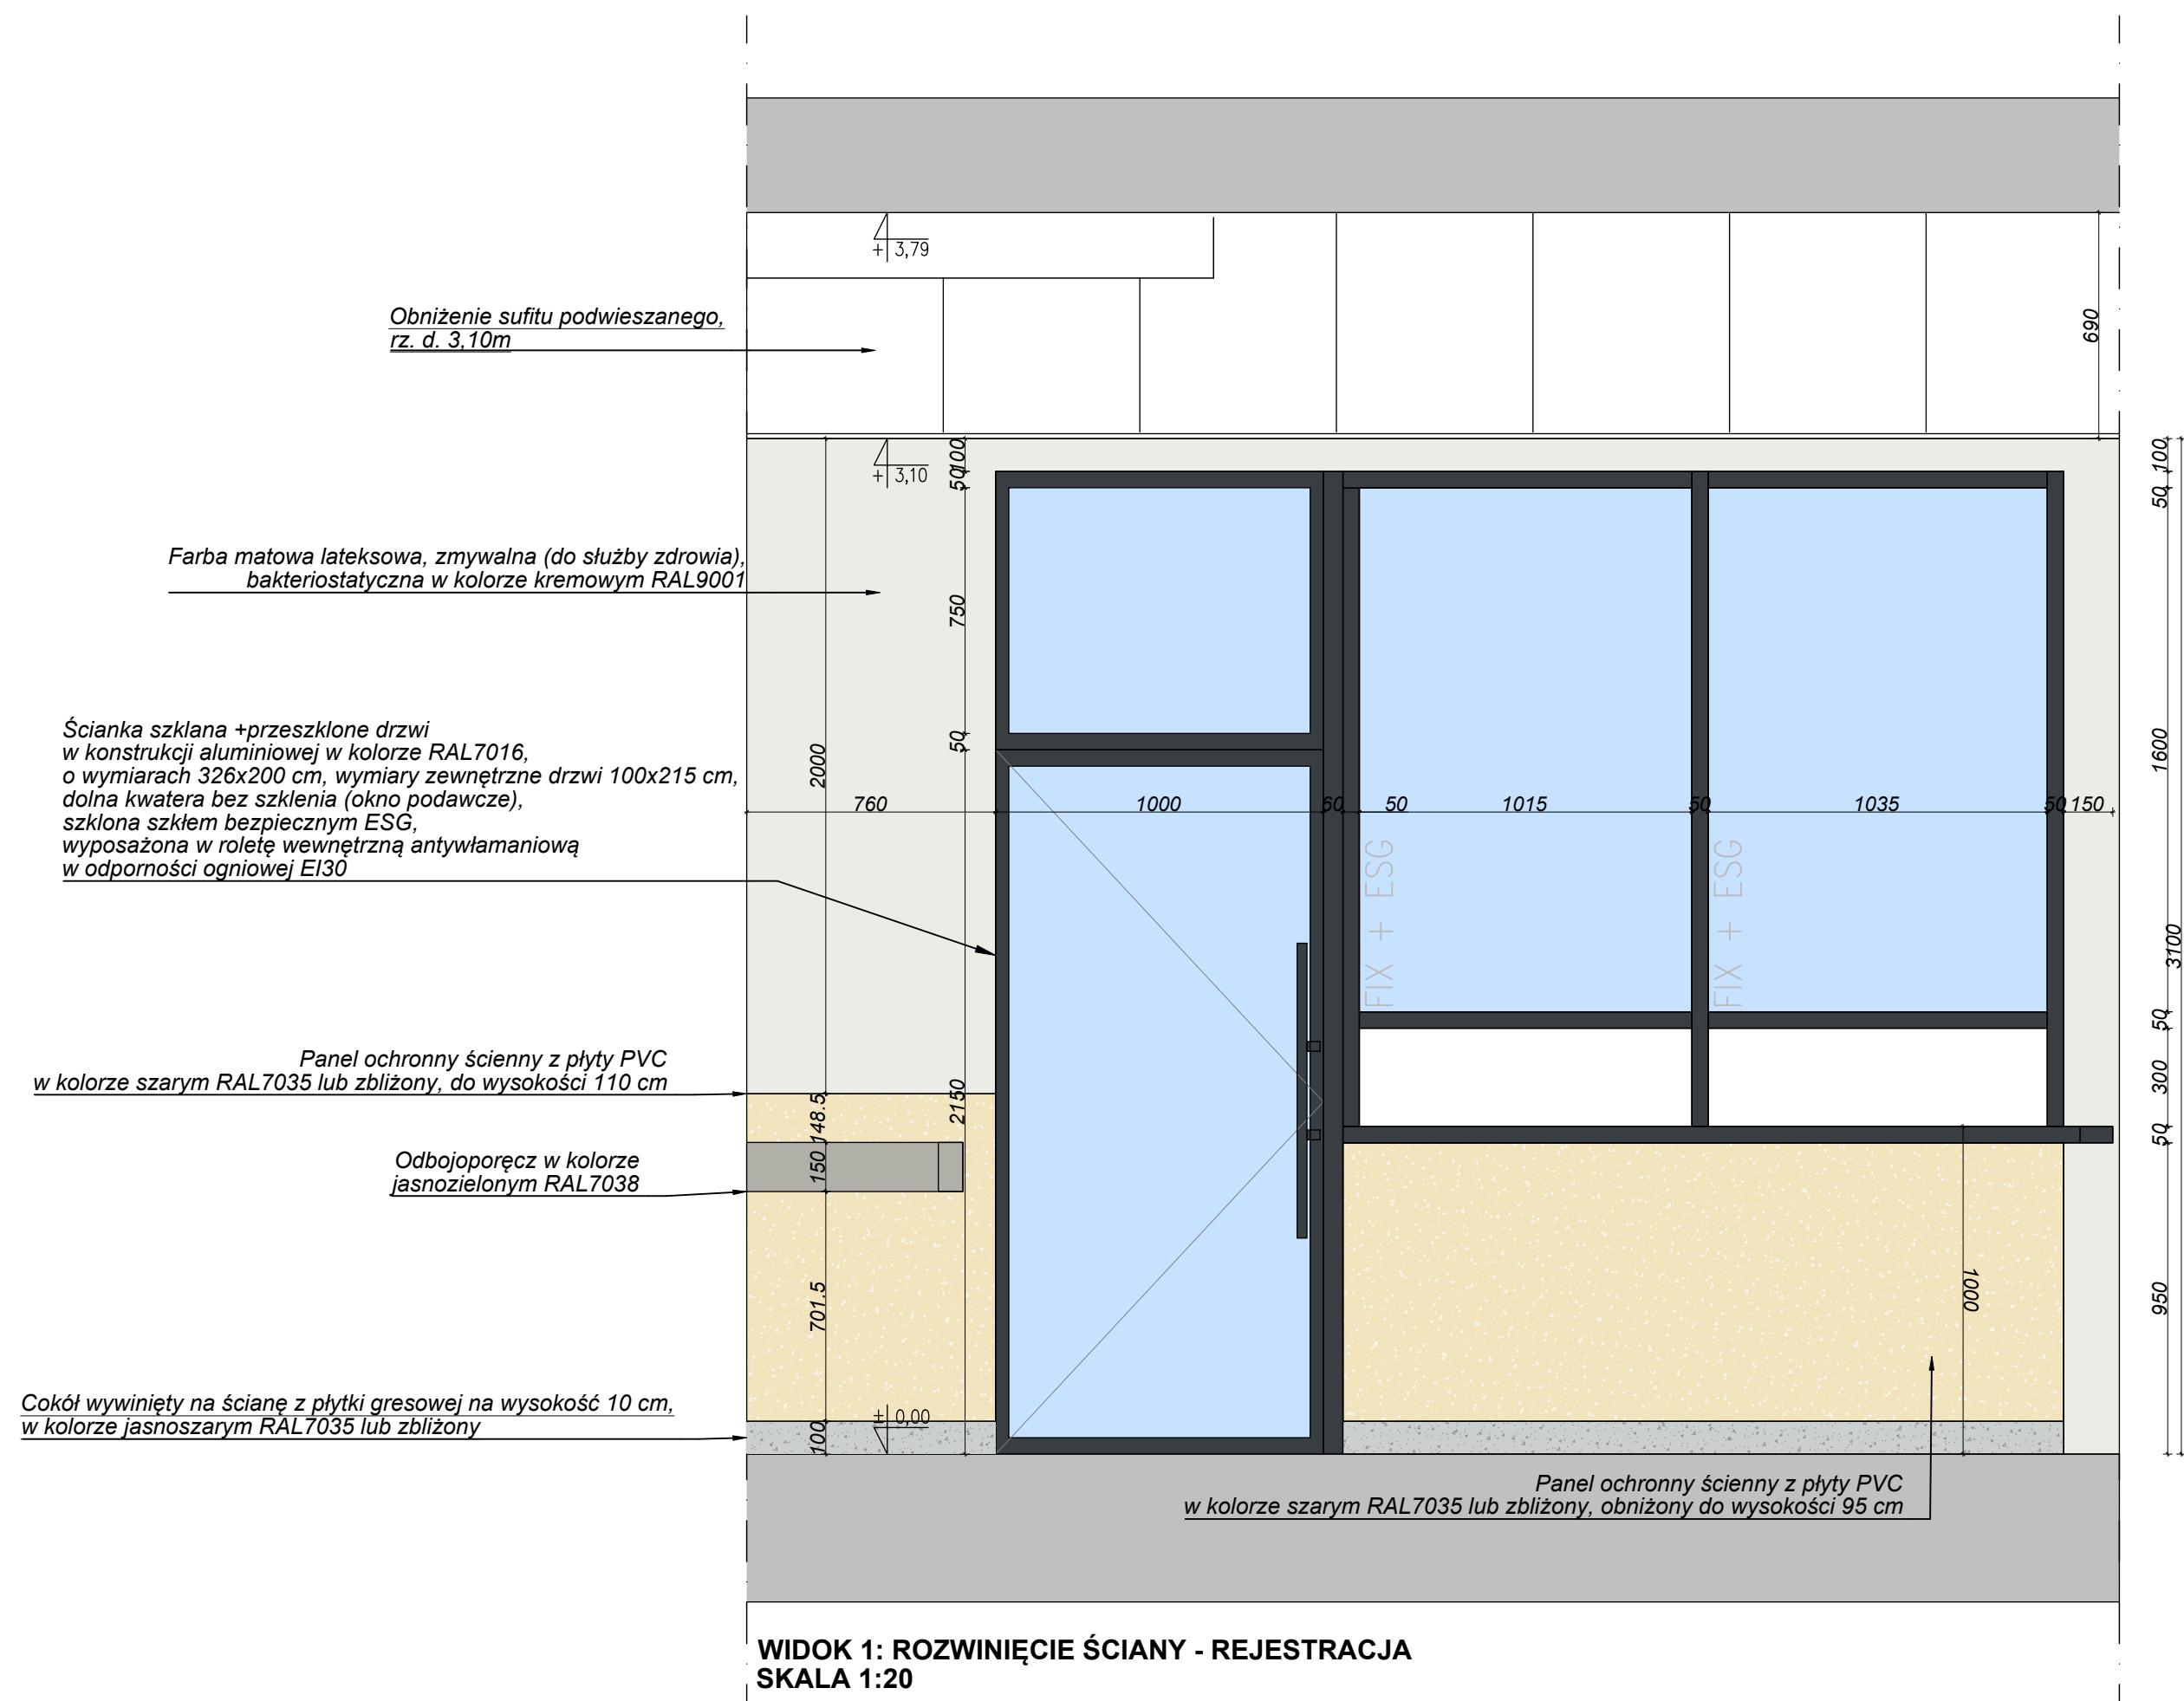 + 3,79
Obniżenie sufitu podwieszanego,
rz. d. 3,10m
690
+ 3,10
100
50
100
50
Farba matowa lateksowa, zmywalna (do służby zdrowia),
bakteriostatyczna w kolorze kremowym RAL9001
750
Ścianka szklana +przeszklone drzwi
w konstrukcji aluminiowej w kolorze RAL7016,
o wymiarach 326x200 cm, wymiary zewnętrzne drzwi 100x215 cm,
dolna kwatera bez szklenia (okno podawcze),
szklona szkłem bezpiecznym ESG,
wyposażona w roletę wewnętrzną antywłamaniową
w odporności ogniowej EI30
2000
50
1600
760
1000
60
50
1015
50
1035
50
150
FIX + ESG
FIX + ESG
3100
50
Panel ochronny ścienny z płyty PVC
w kolorze szarym RAL7035 lub zbliżony, do wysokości 110 cm
148.5
2150
300
50
Odbojoporęcz w kolorze
jasnozielonym RAL7038
150
701.5
1000
950
Cokół wywinięty na ścianę z płytki gresowej na wysokość 10 cm,
w kolorze jasnoszarym RAL7035 lub zbliżony
100
± 0,00
Panel ochronny ścienny z płyty PVC
w kolorze szarym RAL7035 lub zbliżony, obniżony do wysokości 95 cm
WIDOK 1: ROZWINIĘCIE ŚCIANY - REJESTRACJA
SKALA 1:20